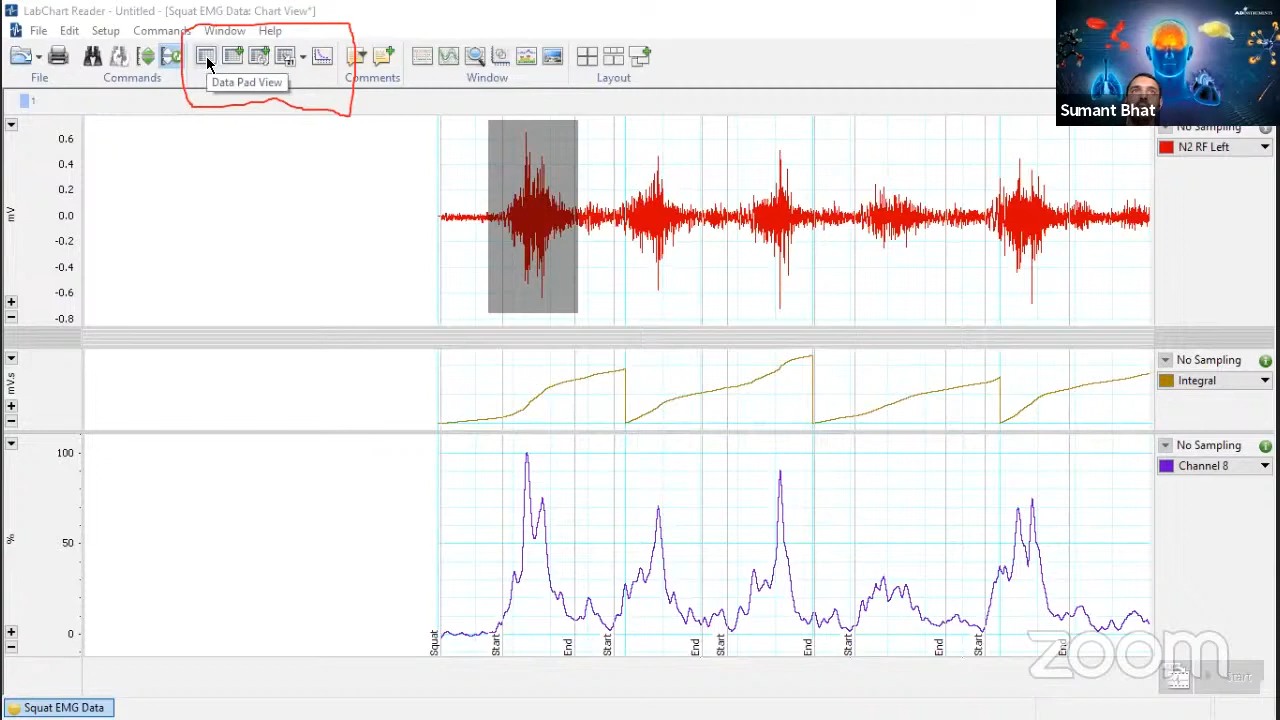 LabChart Reader - Untitled - [Squat EMG Data: Chart View*]
File Edit Setup Commands Window Help
File Commands Comments Window Layout
Data Pad View
ADINSTRUMENTS
Sumant Bhat
1
No Sampling
N2 RF Left
0.6
0.4
0.2
0.0
-0.2
-0.4
-0.6
-0.8
mV
No Sampling
Integral
mV.s
No Sampling
Channel 8
100
50
0
%
Squat Start End Start End Start End Start End Start End
zoom
Start
Squat EMG Data